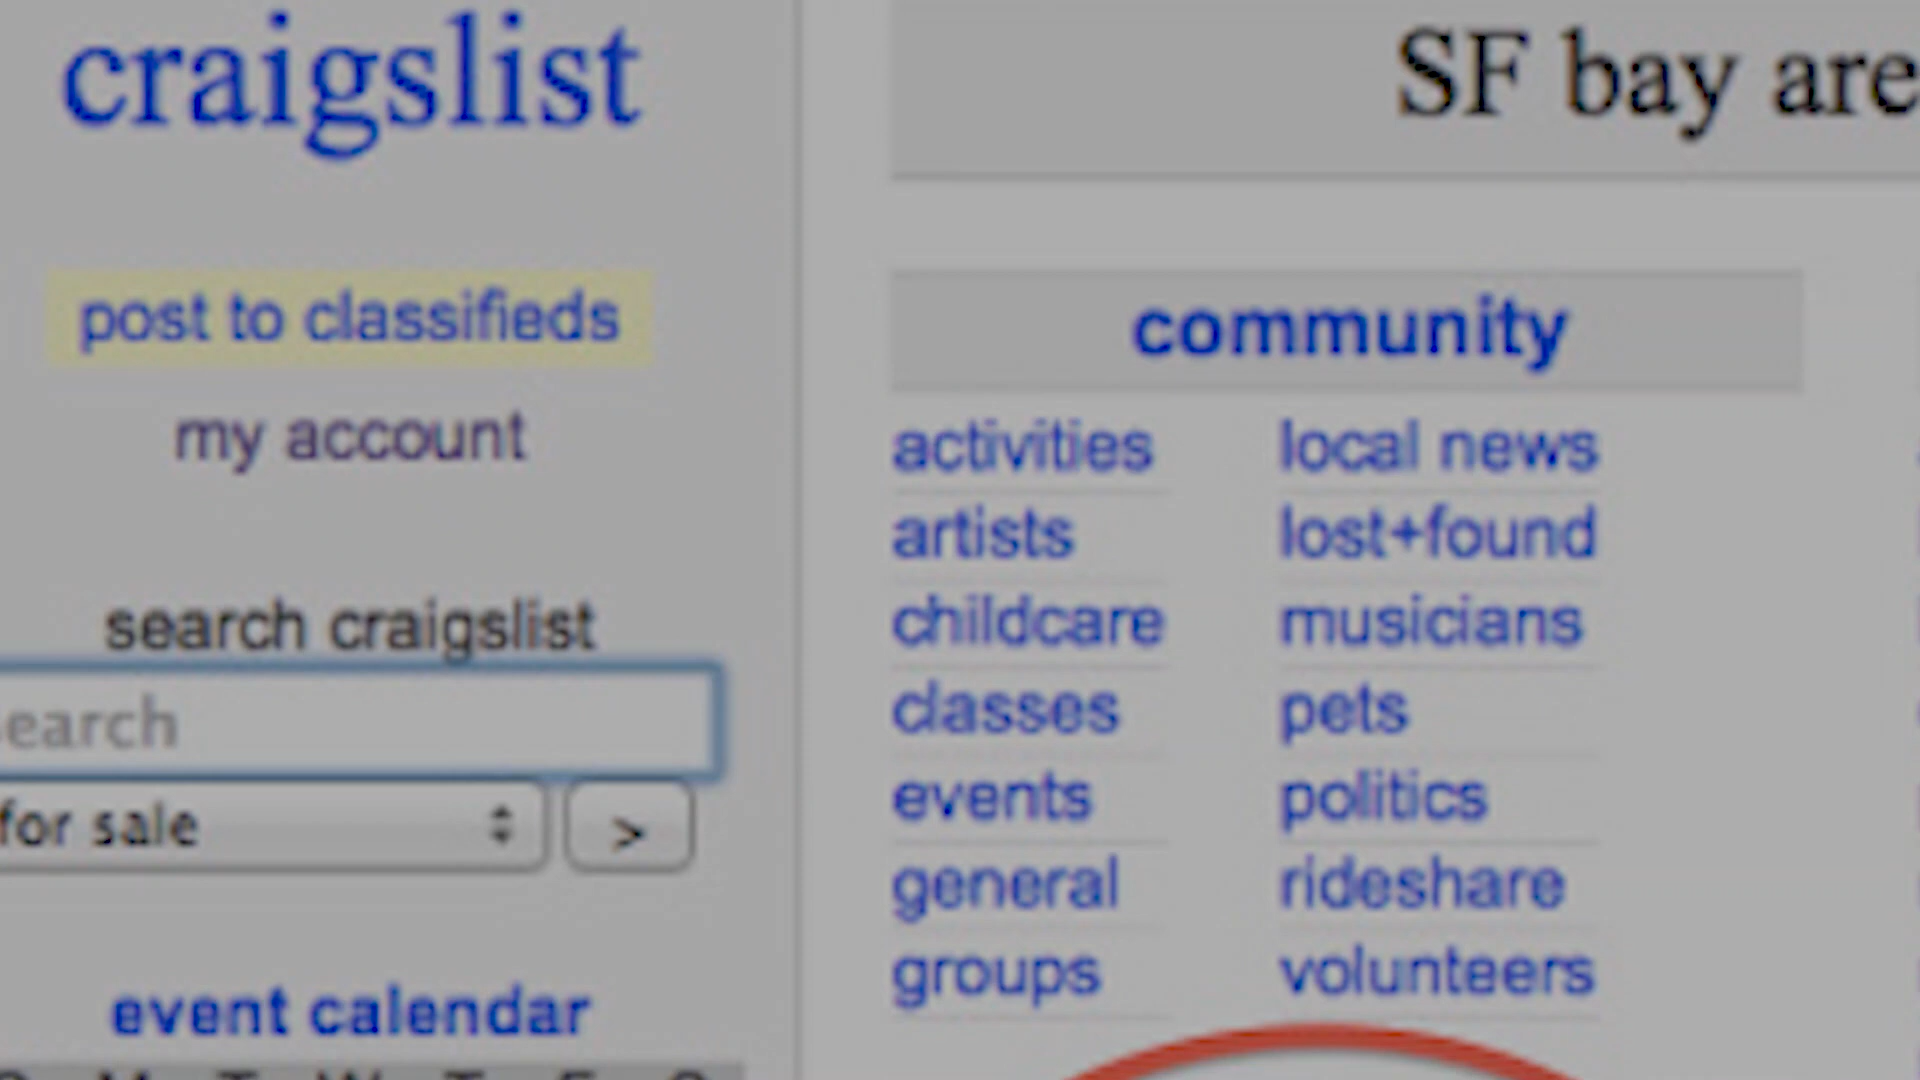 craigslist
post to classifieds
my account
search craigslist
search
for sale
>
event calendar
S M T W T F S
SF bay are
community
activities
artists
childcare
classes
events
general
groups
local news
lost+found
musicians
pets
politics
rideshare
volunteers